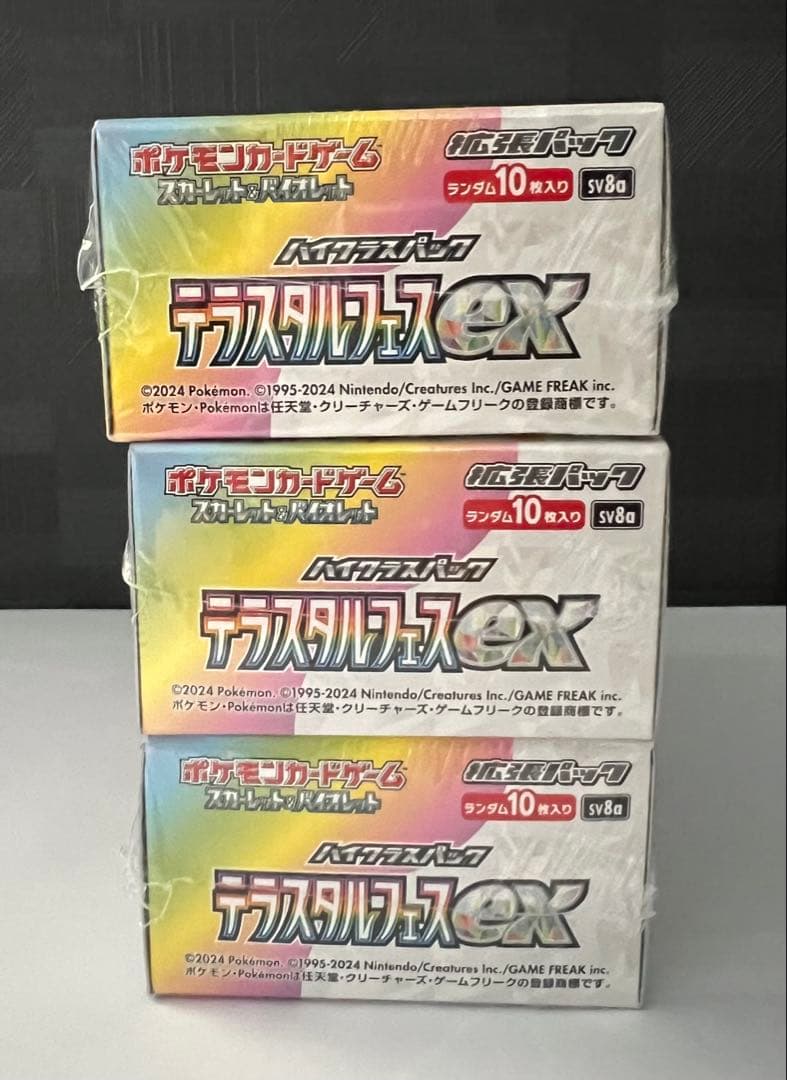 ポケモンカードゲーム 拡張パック
スカーレット&バイオレット ランダム10枚入り SV8a
ハイクラスパック
テラスタルフェスex
©2024 Pokémon. ©1995-2024 Nintendo/Creatures Inc./GAME FREAK inc.
ポケモン・Pokémonは任天堂・クリーチャーズ・ゲームフリークの登録商標です。
ポケモンカードゲーム 拡張パック
スカーレット&バイオレット ランダム10枚入り SV8a
ハイクラスパック
テラスタルフェスex
©2024 Pokémon. ©1995-2024 Nintendo/Creatures Inc./GAME FREAK inc.
ポケモン・Pokémonは任天堂・クリーチャーズ・ゲームフリークの登録商標です。
ポケモンカードゲーム 拡張パック
スカーレット&バイオレット ランダム10枚入り SV8a
ハイクラスパック
テラスタルフェスex
©2024 Pokémon. ©1995-2024 Nintendo/Creatures Inc./GAME FREAK inc.
ポケモン・Pokémonは任天堂・クリーチャーズ・ゲームフリークの登録商標です。